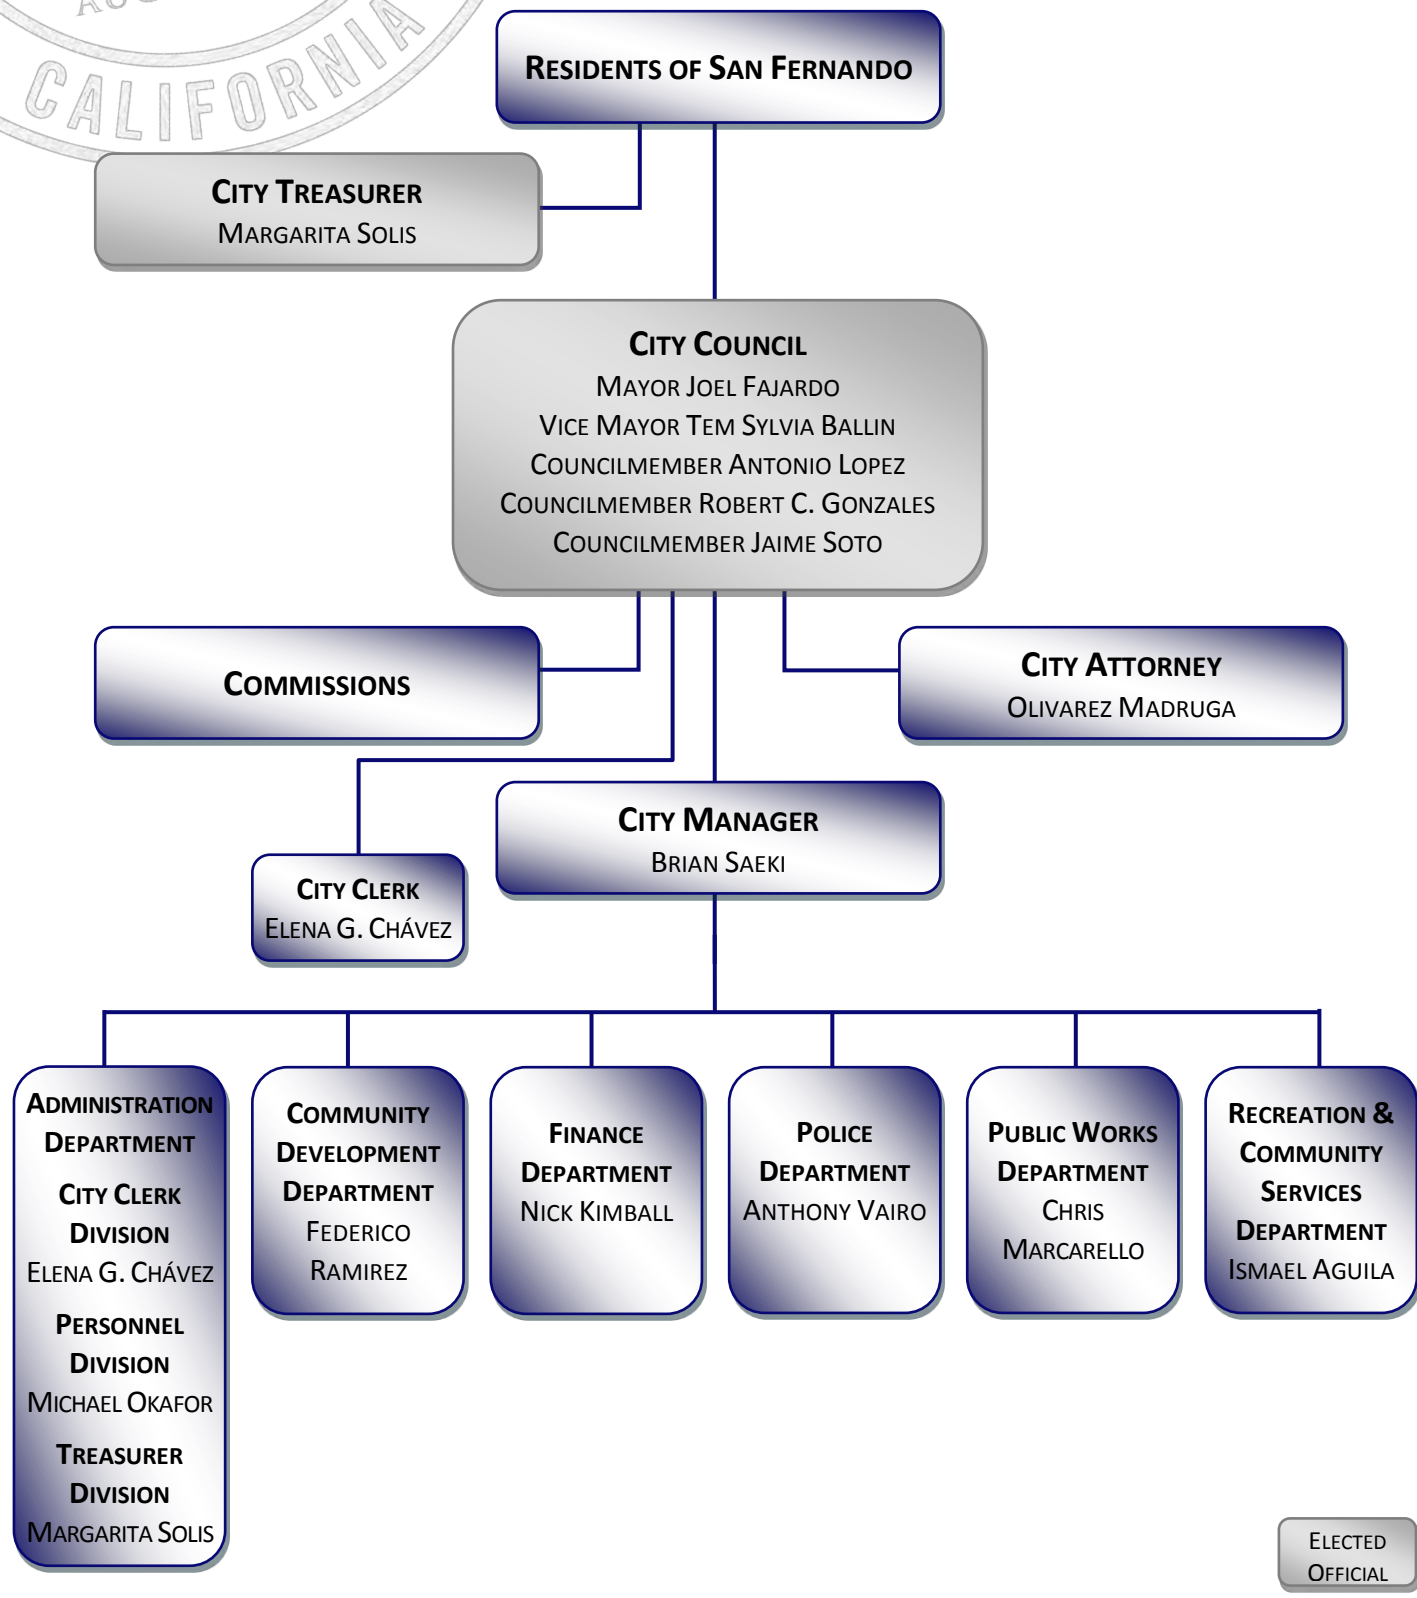 AUG
CALIFORNIA
RESIDENTS OF SAN FERNANDO
CITY TREASURER
MARGARITA SOLIS
CITY COUNCIL
MAYOR JOEL FAJARDO
VICE MAYOR TEM SYLVIA BALLIN
COUNCILMEMBER ANTONIO LOPEZ
COUNCILMEMBER ROBERT C. GONZALES
COUNCILMEMBER JAIME SOTO
COMMISSIONS
CITY ATTORNEY
OLIVAREZ MADRUGA
CITY MANAGER
BRIAN SAEKI
CITY CLERK
ELENA G. CHÁVEZ
ADMINISTRATION
DEPARTMENT
CITY CLERK
DIVISION
ELENA G. CHÁVEZ
PERSONNEL
DIVISION
MICHAEL OKAFOR
TREASURER
DIVISION
MARGARITA SOLIS
COMMUNITY
DEVELOPMENT
DEPARTMENT
FEDERICO
RAMIREZ
FINANCE
DEPARTMENT
NICK KIMBALL
POLICE
DEPARTMENT
ANTHONY VAIRO
PUBLIC WORKS
DEPARTMENT
CHRIS
MARCARELLO
RECREATION &
COMMUNITY
SERVICES
DEPARTMENT
ISMAEL AGUILA
ELECTED
OFFICIAL